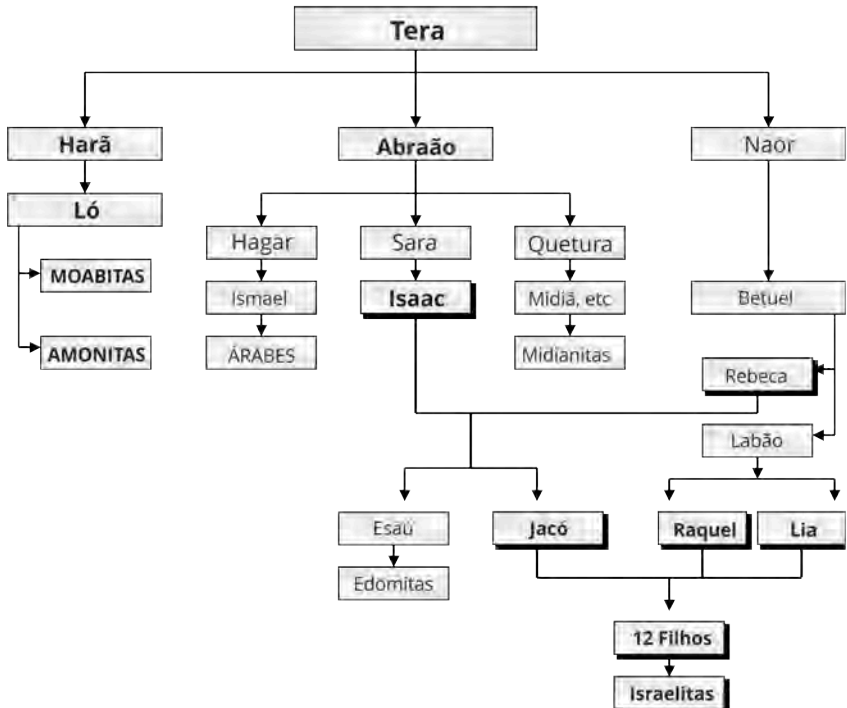 Tera
Harã
Abraão
Naor
Ló
Hagar
Sara
Quetura
MOABITAS
Ismael
Isaac
Midiã, etc
Betuel
AMONITAS
ÁRABES
Midianitas
Rebeca
Labão
Esaú
Jacó
Raquel
Lia
Edomitas
12 Filhos
Israelitas